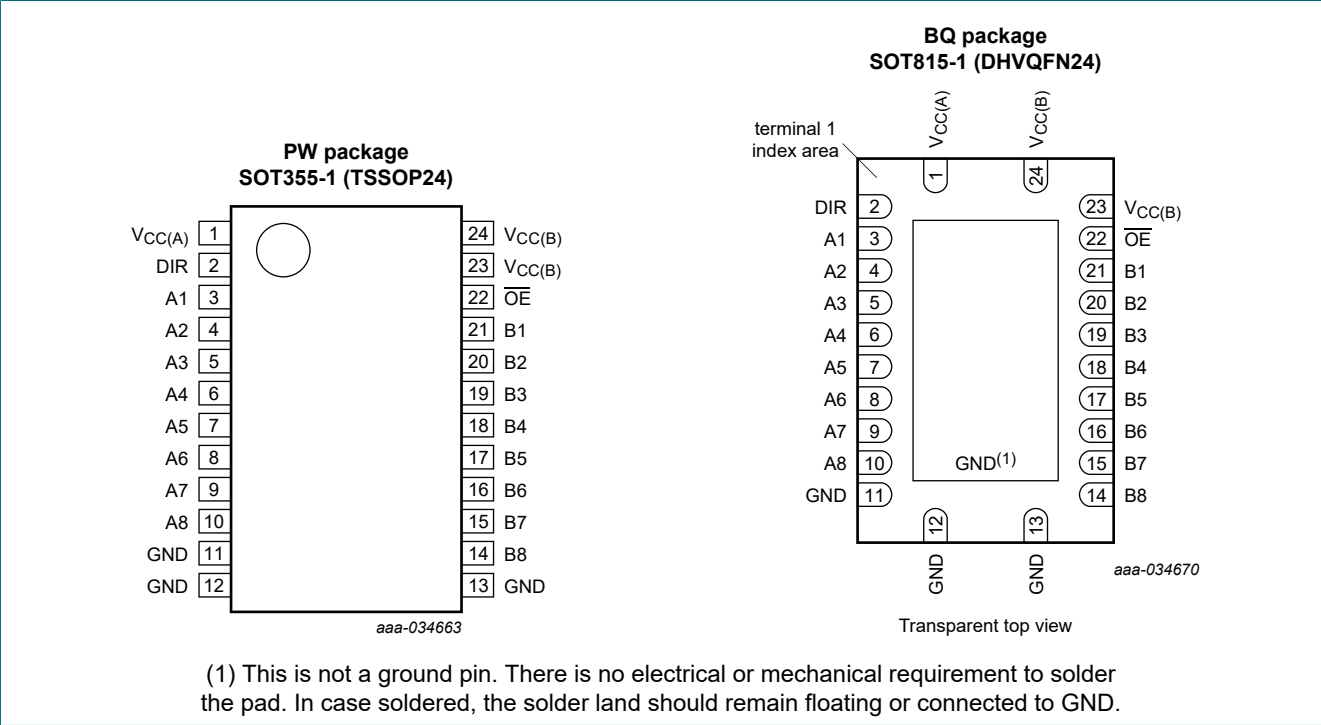 PW package
SOT355-1 (TSSOP24)
VCC(A) 1
DIR 2
A1 3
A2 4
A3 5
A4 6
A5 7
A6 8
A7 9
A8 10
GND 11
GND 12
24 VCC(B)
23 VCC(B)
22 OE
21 B1
20 B2
19 B3
18 B4
17 B5
16 B6
15 B7
14 B8
13 GND
aaa-034663
BQ package
SOT815-1 (DHVQFN24)
terminal 1
index area
VCC(A)
1
VCC(B)
24
DIR 2
A1 3
A2 4
A3 5
A4 6
A5 7
A6 8
A7 9
A8 10
GND 11
23 VCC(B)
22 OE
21 B1
20 B2
19 B3
18 B4
17 B5
16 B6
15 B7
14 B8
GND(1)
12
GND
13
GND
aaa-034670
Transparent top view
(1) This is not a ground pin. There is no electrical or mechanical requirement to solder
the pad. In case soldered, the solder land should remain floating or connected to GND.